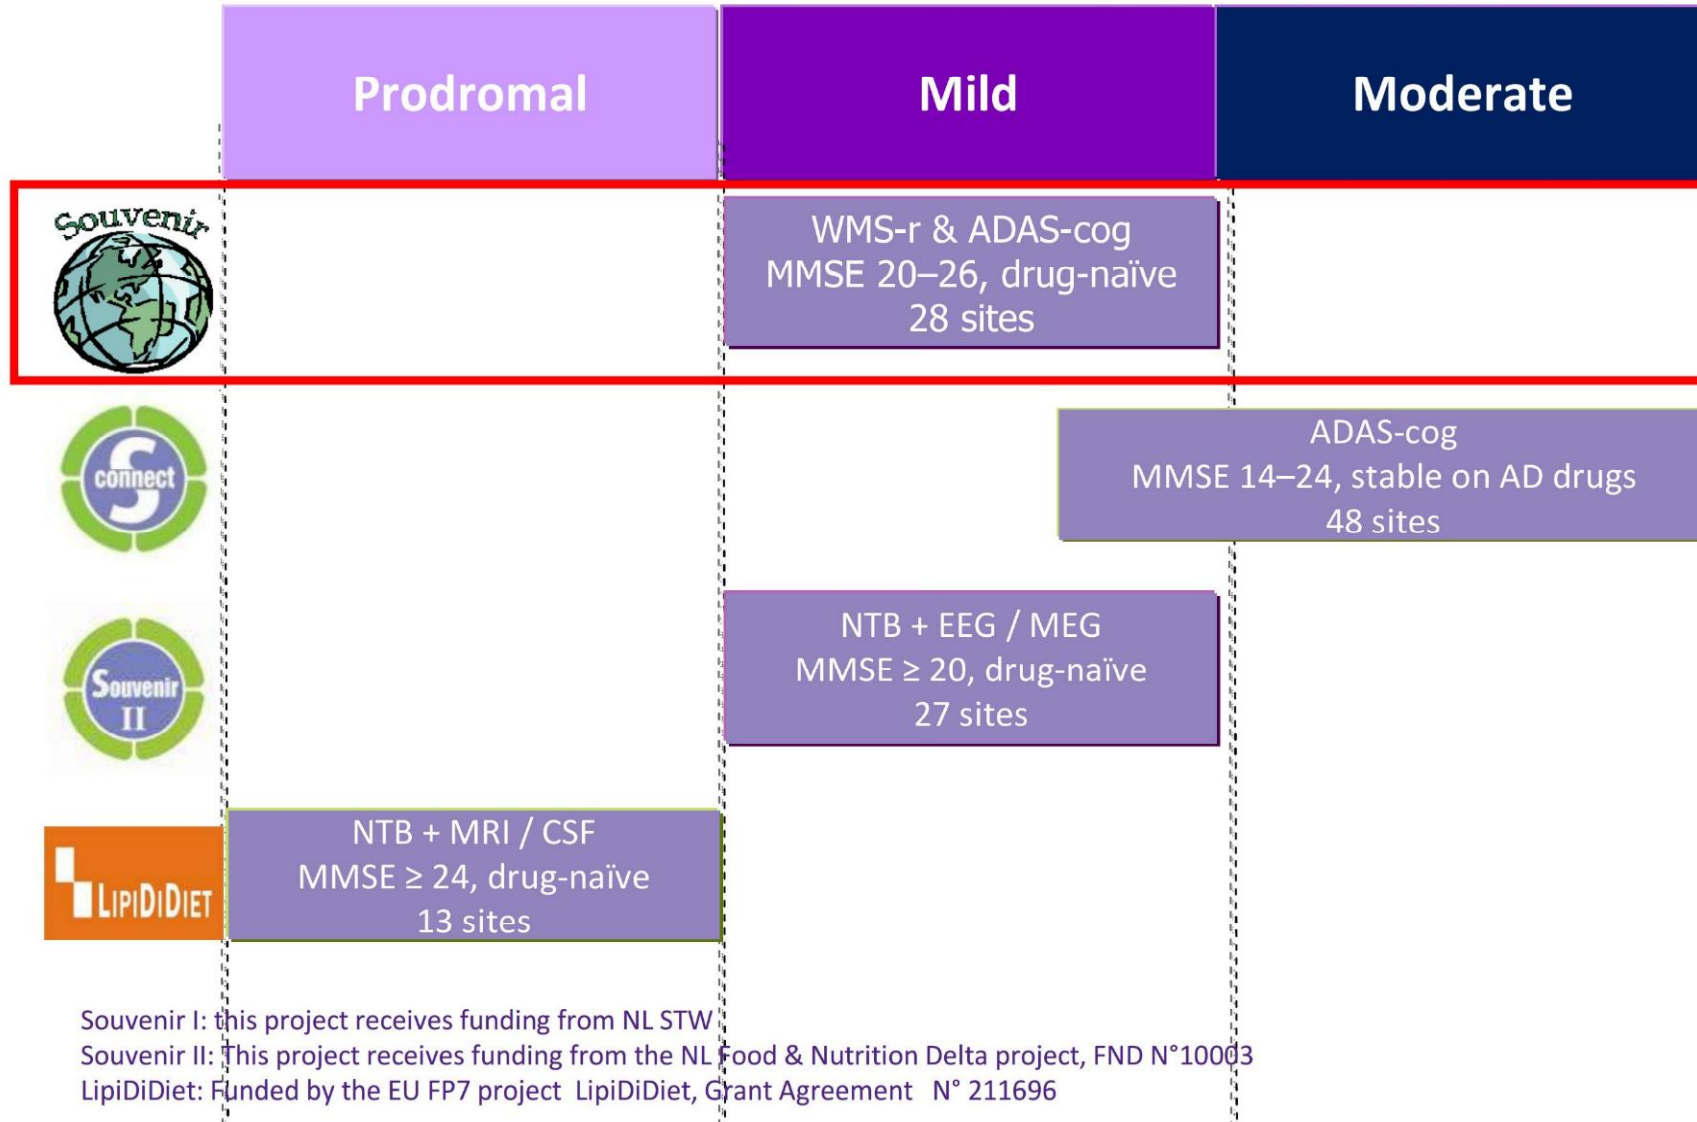 Prodromal
Mild
Moderate
Souvenir
WMS-r & ADAS-cog
MMSE 20–26, drug-naïve
28 sites
S
connect
ADAS-cog
MMSE 14–24, stable on AD drugs
48 sites
Souvenir
II
NTB + EEG / MEG
MMSE ≥ 20, drug-naïve
27 sites
LIPIDIDIET
NTB + MRI / CSF
MMSE ≥ 24, drug-naïve
13 sites
Souvenir I: this project receives funding from NL STW
Souvenir II: This project receives funding from the NL Food & Nutrition Delta project, FND N°10003
LipiDiDiet: Funded by the EU FP7 project LipiDiDiet, Grant Agreement N° 211696